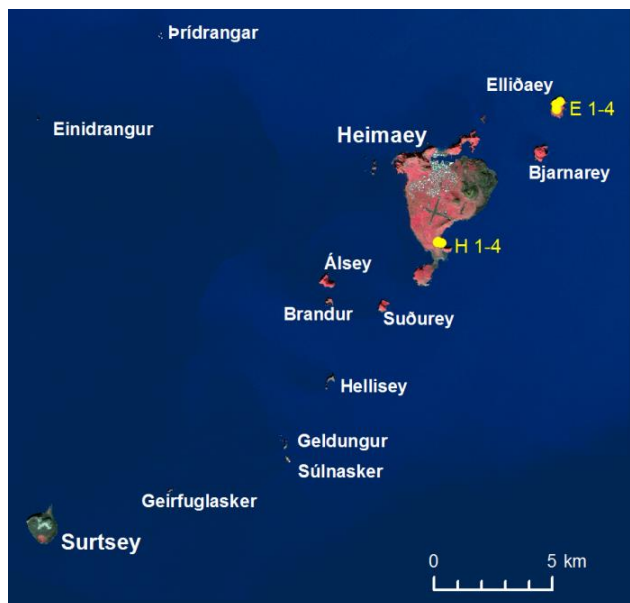 Þrídrangar
Elliðaey
E 1-4
Einidrangur
Heimaey
Bjarnarey
H 1-4
Álsey
Brandur
Suðurey
Hellisey
Geldungur
Súlnasker
Geirfuglasker
Surtsey
0 5 km